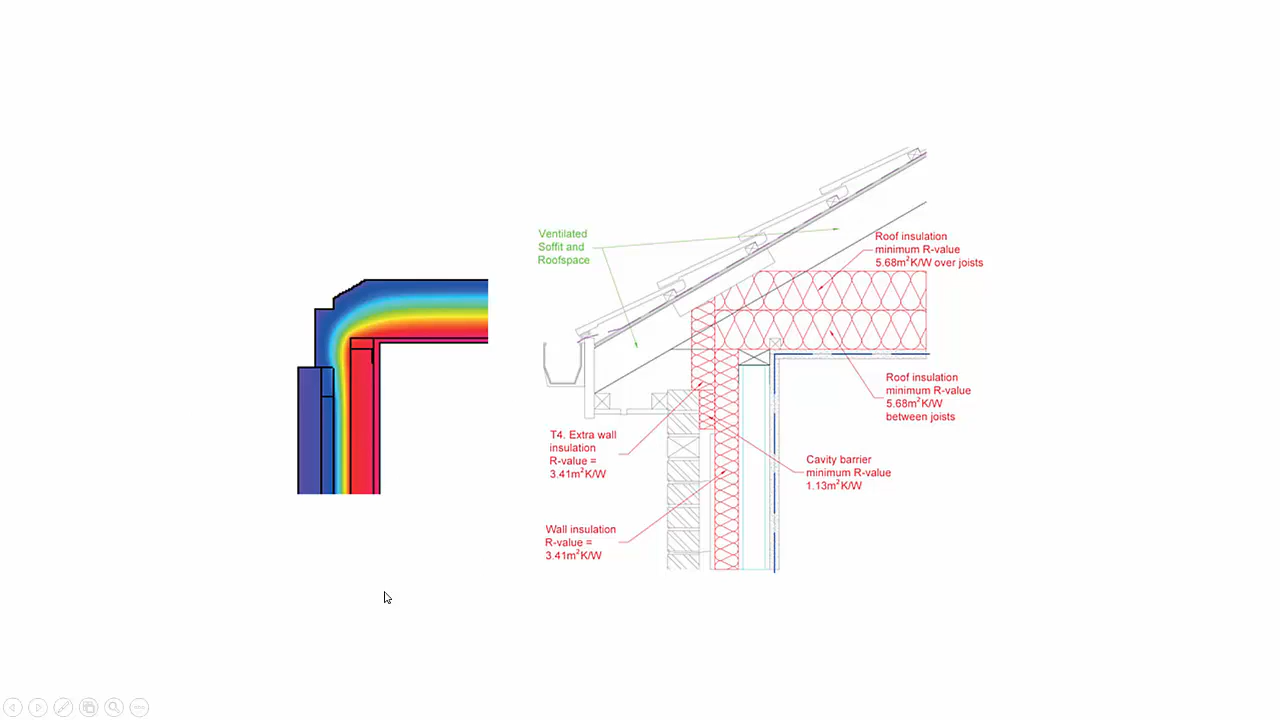 Ventilated
Soffit and
Roofspace
Roof insulation
minimum R-value
5.68m²K/W over joists
Roof insulation
minimum R-value
5.68m²K/W
between joists
T4. Extra wall
insulation
R-value =
3.41m²K/W
Cavity barrier
minimum R-value
1.13m²K/W
Wall insulation
R-value =
3.41m²K/W